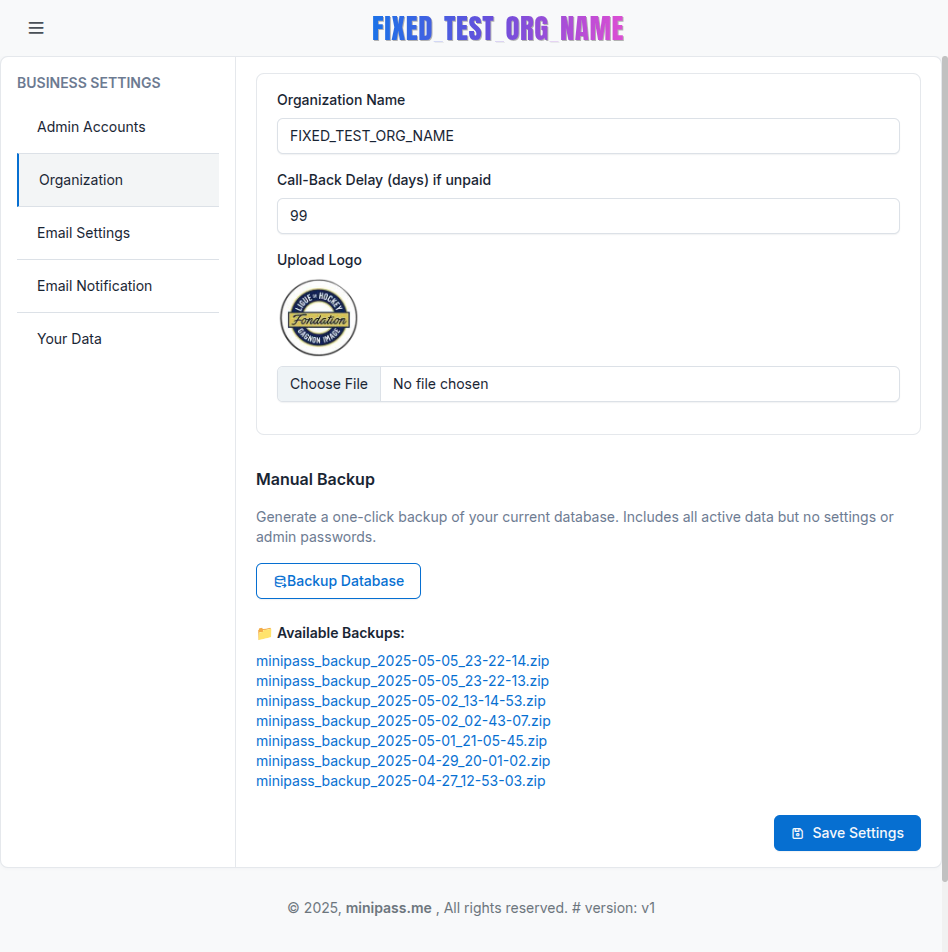 FIXED_TEST_ORG_NAME
BUSINESS SETTINGS
Admin Accounts
Organization
Email Settings
Email Notification
Your Data
Organization Name
FIXED_TEST_ORG_NAME
Call-Back Delay (days) if unpaid
99
Upload Logo
LIGUE DE HOCKEY
Fondation
GAGNON IMAGE
Choose File No file chosen
Manual Backup
Generate a one-click backup of your current database. Includes all active data but no settings or
admin passwords.
Backup Database
📁 Available Backups:
minipass_backup_2025-05-05_23-22-14.zip
minipass_backup_2025-05-05_23-22-13.zip
minipass_backup_2025-05-02_13-14-53.zip
minipass_backup_2025-05-02_02-43-07.zip
minipass_backup_2025-05-01_21-05-45.zip
minipass_backup_2025-04-29_20-01-02.zip
minipass_backup_2025-04-27_12-53-03.zip
Save Settings
© 2025, minipass.me , All rights reserved. # version: v1